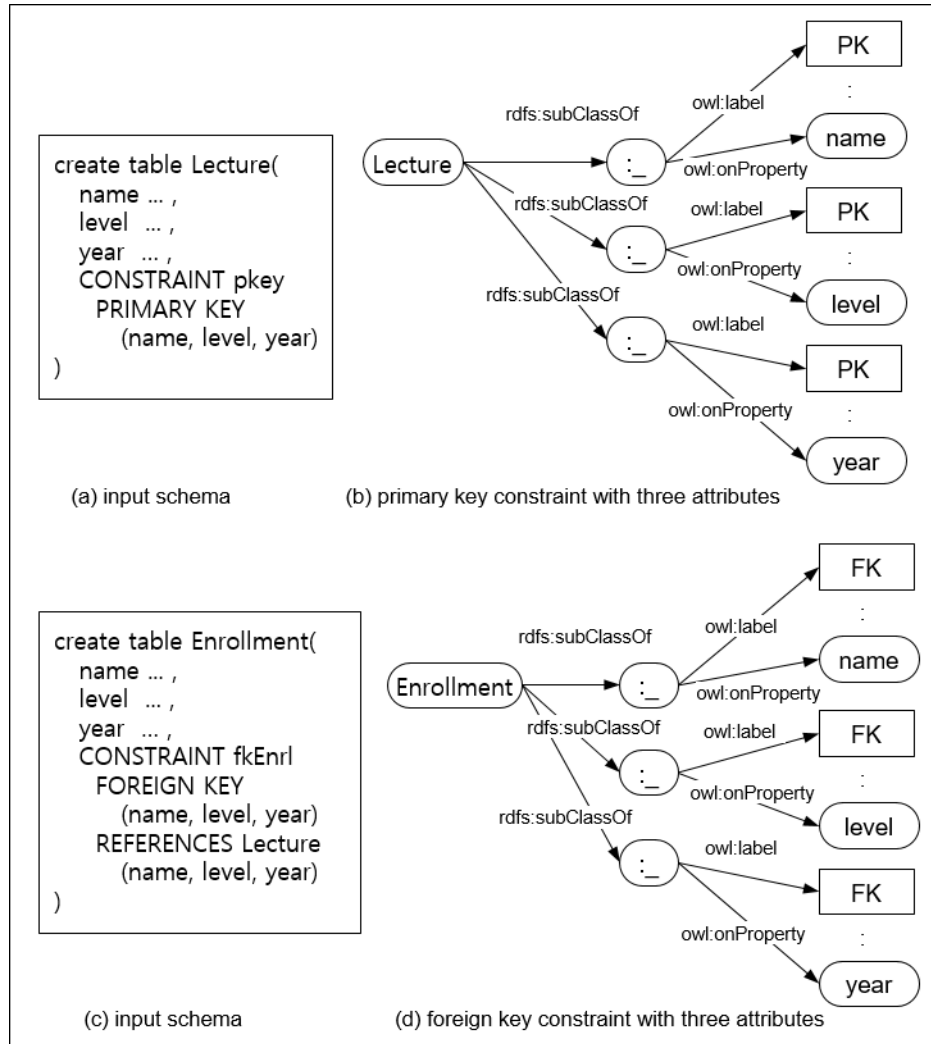 create table Lecture(
name ... ,
level ... ,
year ... ,
CONSTRAINT pkey
PRIMARY KEY
(name, level, year)
)
(a) input schema
Lecture
rdfs:subClassOf
rdfs:subClassOf
rdfs:subClassOf
:_
:_
:_
owl:label
owl:onProperty
owl:label
owl:onProperty
owl:label
owl:onProperty
PK
:
name
PK
:
level
PK
:
year
(b) primary key constraint with three attributes
create table Enrollment(
name ... ,
level ... ,
year ... ,
CONSTRAINT fkEnrl
FOREIGN KEY
(name, level, year)
REFERENCES Lecture
(name, level, year)
)
(c) input schema
Enrollment
rdfs:subClassOf
rdfs:subClassOf
rdfs:subClassOf
:_
:_
:_
owl:label
owl:onProperty
owl:label
owl:onProperty
owl:label
owl:onProperty
FK
:
name
FK
:
level
FK
:
year
(d) foreign key constraint with three attributes